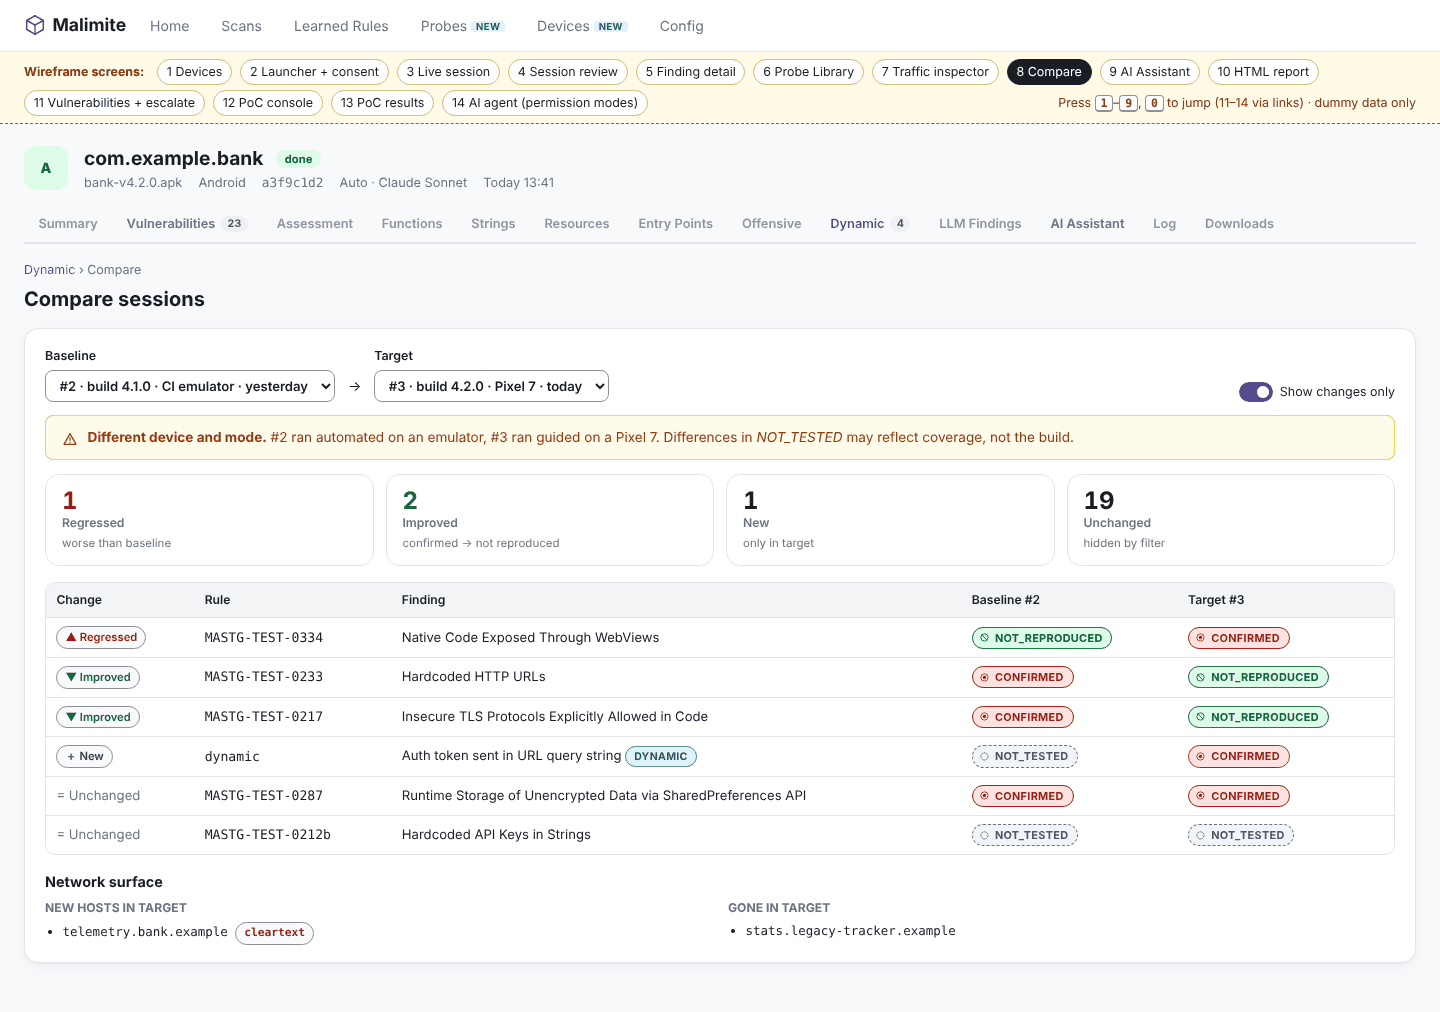 Malimite Home Scans Learned Rules Probes NEW Devices NEW Config
Wireframe screens: 1 Devices 2 Launcher + consent 3 Live session 4 Session review 5 Finding detail 6 Probe Library 7 Traffic inspector 8 Compare 9 AI Assistant 10 HTML report
11 Vulnerabilities + escalate 12 PoC console 13 PoC results 14 AI agent (permission modes) Press 1–9, 0 to jump (11–14 via links) · dummy data only
A
com.example.bank done
bank-v4.2.0.apk Android a3f9c1d2 Auto · Claude Sonnet Today 13:41
Summary Vulnerabilities 23 Assessment Functions Strings Resources Entry Points Offensive Dynamic 4 LLM Findings AI Assistant Log Downloads
Dynamic › Compare
Compare sessions
Baseline Target
#2 · build 4.1.0 · CI emulator · yesterday → #3 · build 4.2.0 · Pixel 7 · today Show changes only
⚠ Different device and mode. #2 ran automated on an emulator, #3 ran guided on a Pixel 7. Differences in NOT_TESTED may reflect coverage, not the build.
1 2 1 19
Regressed Improved New Unchanged
worse than baseline confirmed → not reproduced only in target hidden by filter
Change Rule Finding Baseline #2 Target #3
▲ Regressed MASTG-TEST-0334 Native Code Exposed Through WebViews NOT_REPRODUCED CONFIRMED
▼ Improved MASTG-TEST-0233 Hardcoded HTTP URLs CONFIRMED NOT_REPRODUCED
▼ Improved MASTG-TEST-0217 Insecure TLS Protocols Explicitly Allowed in Code CONFIRMED NOT_REPRODUCED
+ New dynamic Auth token sent in URL query string DYNAMIC NOT_TESTED CONFIRMED
= Unchanged MASTG-TEST-0287 Runtime Storage of Unencrypted Data via SharedPreferences API CONFIRMED CONFIRMED
= Unchanged MASTG-TEST-0212b Hardcoded API Keys in Strings NOT_TESTED NOT_TESTED
Network surface
NEW HOSTS IN TARGET GONE IN TARGET
• telemetry.bank.example cleartext • stats.legacy-tracker.example